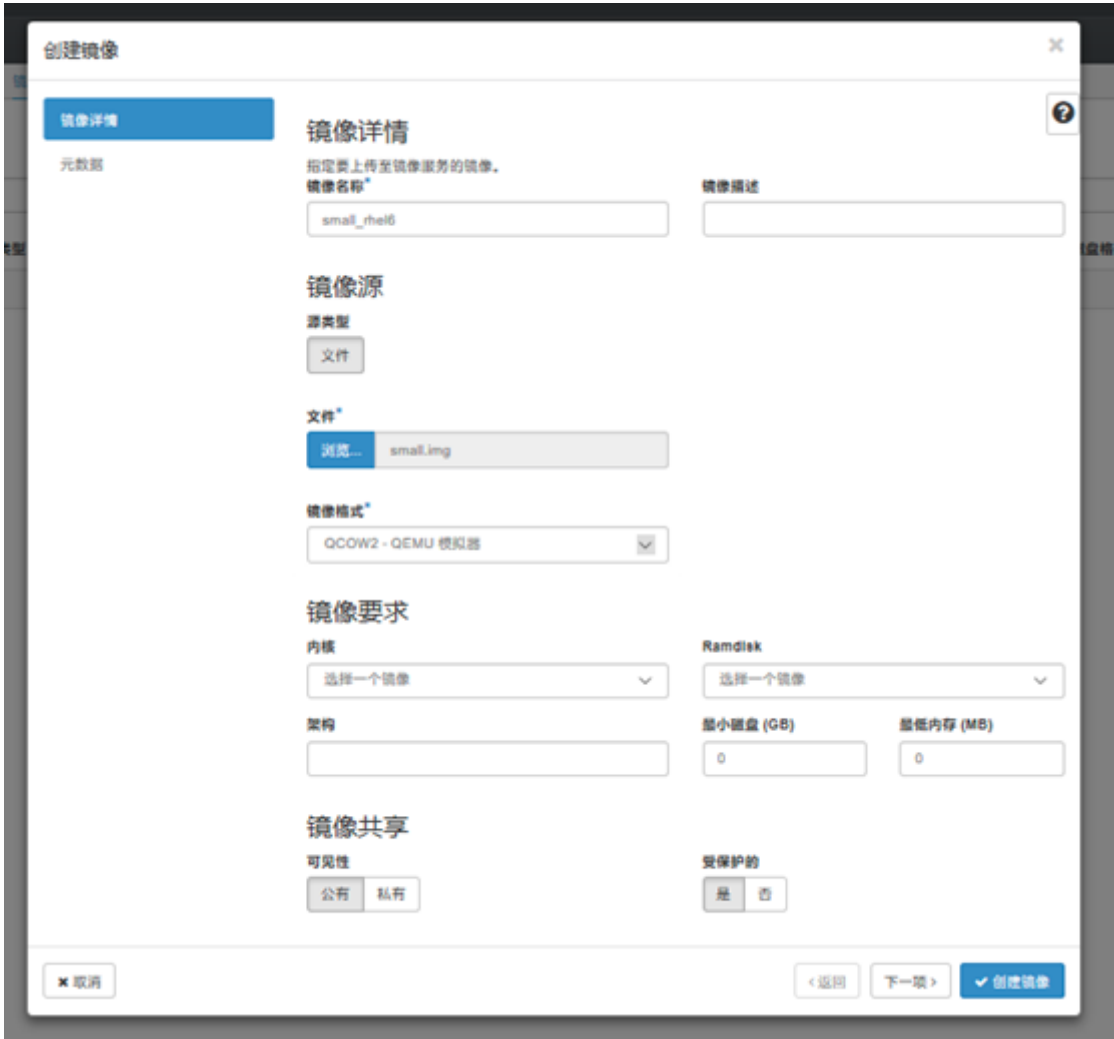 创建镜像
×
镜像详情
元数据
镜像详情
指定要上传至镜像服务的镜像。
镜像名称*
镜像描述
small_rhel6
镜像源
源类型
文件
文件*
浏览...
small.img
镜像格式*
QCOW2 - QEMU 模拟器
镜像要求
内核
Ramdisk
选择一个镜像
选择一个镜像
架构
最小磁盘 (GB)
最低内存 (MB)
0
0
镜像共享
可见性
受保护的
公有
私有
是
否
× 取消
< 返回
下一项 >
✔ 创建镜像
类型
盘格